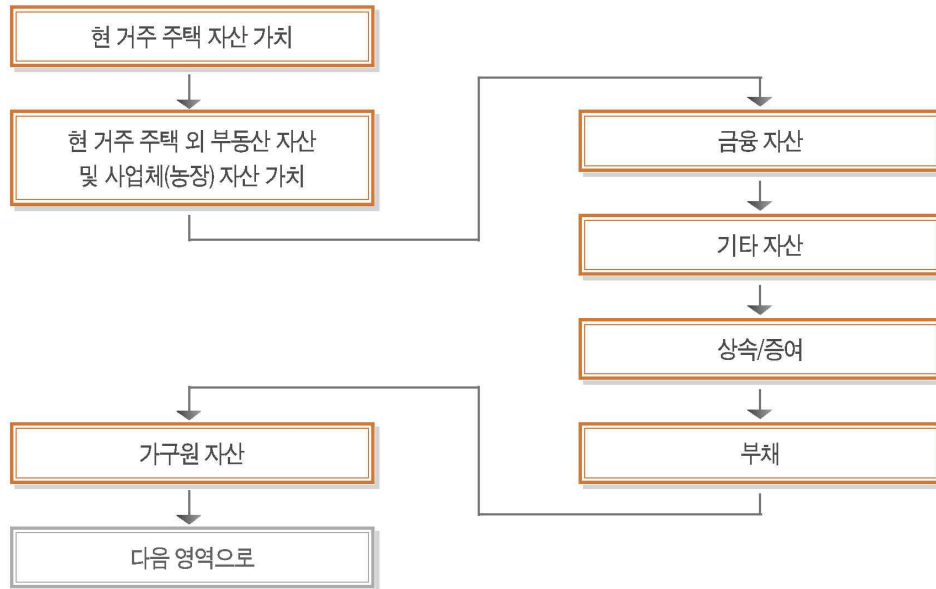 현 거주 주택 자산 가치
현 거주 주택 외 부동산 자산
및 사업체(농장) 자산 가치
금융 자산
기타 자산
상속/증여
부채
가구원 자산
다음 영역으로